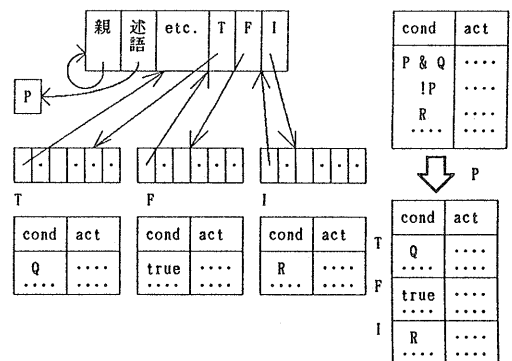 親 述語 etc. T F I
P
T F I
cond act
Q ....
....  ....
cond act
true ....
.... ....
cond act
R ....
.... ....
cond act
P & Q ....
!P ....
R ....
.... ....
P
cond act
T
Q ....
.... ....
F
true ....
.... ....
I
R ....
.... ....